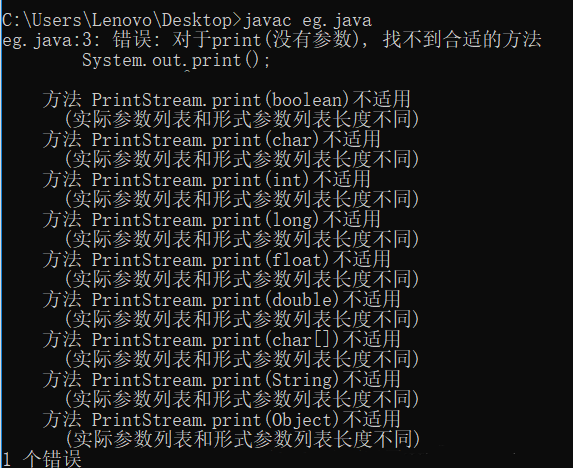 C:\Users\Lenovo\Desktop>javac eg.java
eg.java:3: 错误: 对于print(没有参数), 找不到合适的方法
System.out.print();
^
方法 PrintStream.print(boolean)不适用
(实际参数列表和形式参数列表长度不同)
方法 PrintStream.print(char)不适用
(实际参数列表和形式参数列表长度不同)
方法 PrintStream.print(int)不适用
(实际参数列表和形式参数列表长度不同)
方法 PrintStream.print(long)不适用
(实际参数列表和形式参数列表长度不同)
方法 PrintStream.print(float)不适用
(实际参数列表和形式参数列表长度不同)
方法 PrintStream.print(double)不适用
(实际参数列表和形式参数列表长度不同)
方法 PrintStream.print(char[])不适用
(实际参数列表和形式参数列表长度不同)
方法 PrintStream.print(String)不适用
(实际参数列表和形式参数列表长度不同)
方法 PrintStream.print(Object)不适用
(实际参数列表和形式参数列表长度不同)
1 个错误